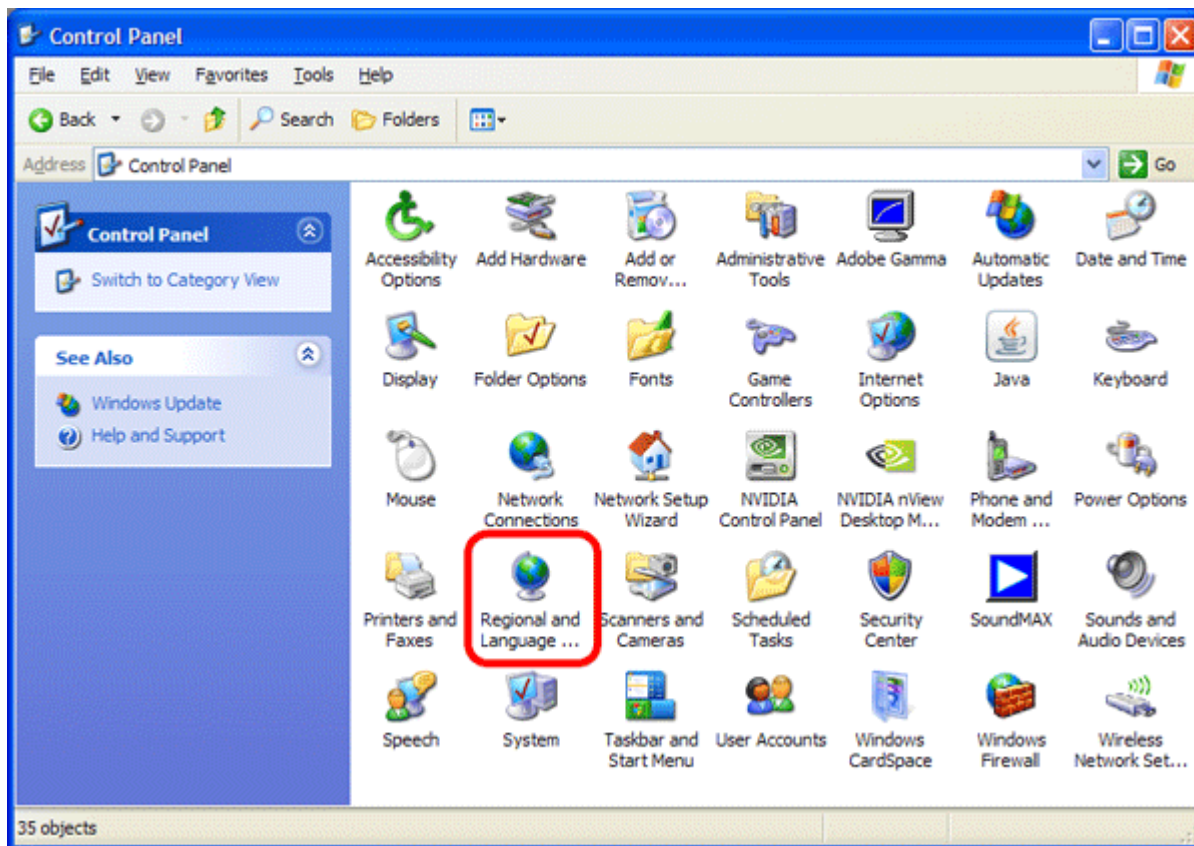 Control Panel
File Edit View Favorites Tools Help
Back Search Folders
Address Control Panel Go
Control Panel
Switch to Category View
See Also
Windows Update
Help and Support
Accessibility Options
Add Hardware
Add or Remov...
Administrative Tools
Adobe Gamma
Automatic Updates
Date and Time
Display
Folder Options
Fonts
Game Controllers
Internet Options
Java
Keyboard
Mouse
Network Connections
Network Setup Wizard
NVIDIA Control Panel
NVIDIA nView Desktop M...
Phone and Modem ...
Power Options
Printers and Faxes
Regional and Language ...
Scanners and Cameras
Scheduled Tasks
Security Center
SoundMAX
Sounds and Audio Devices
Speech
System
Taskbar and Start Menu
User Accounts
Windows CardSpace
Windows Firewall
Wireless Network Set...
35 objects